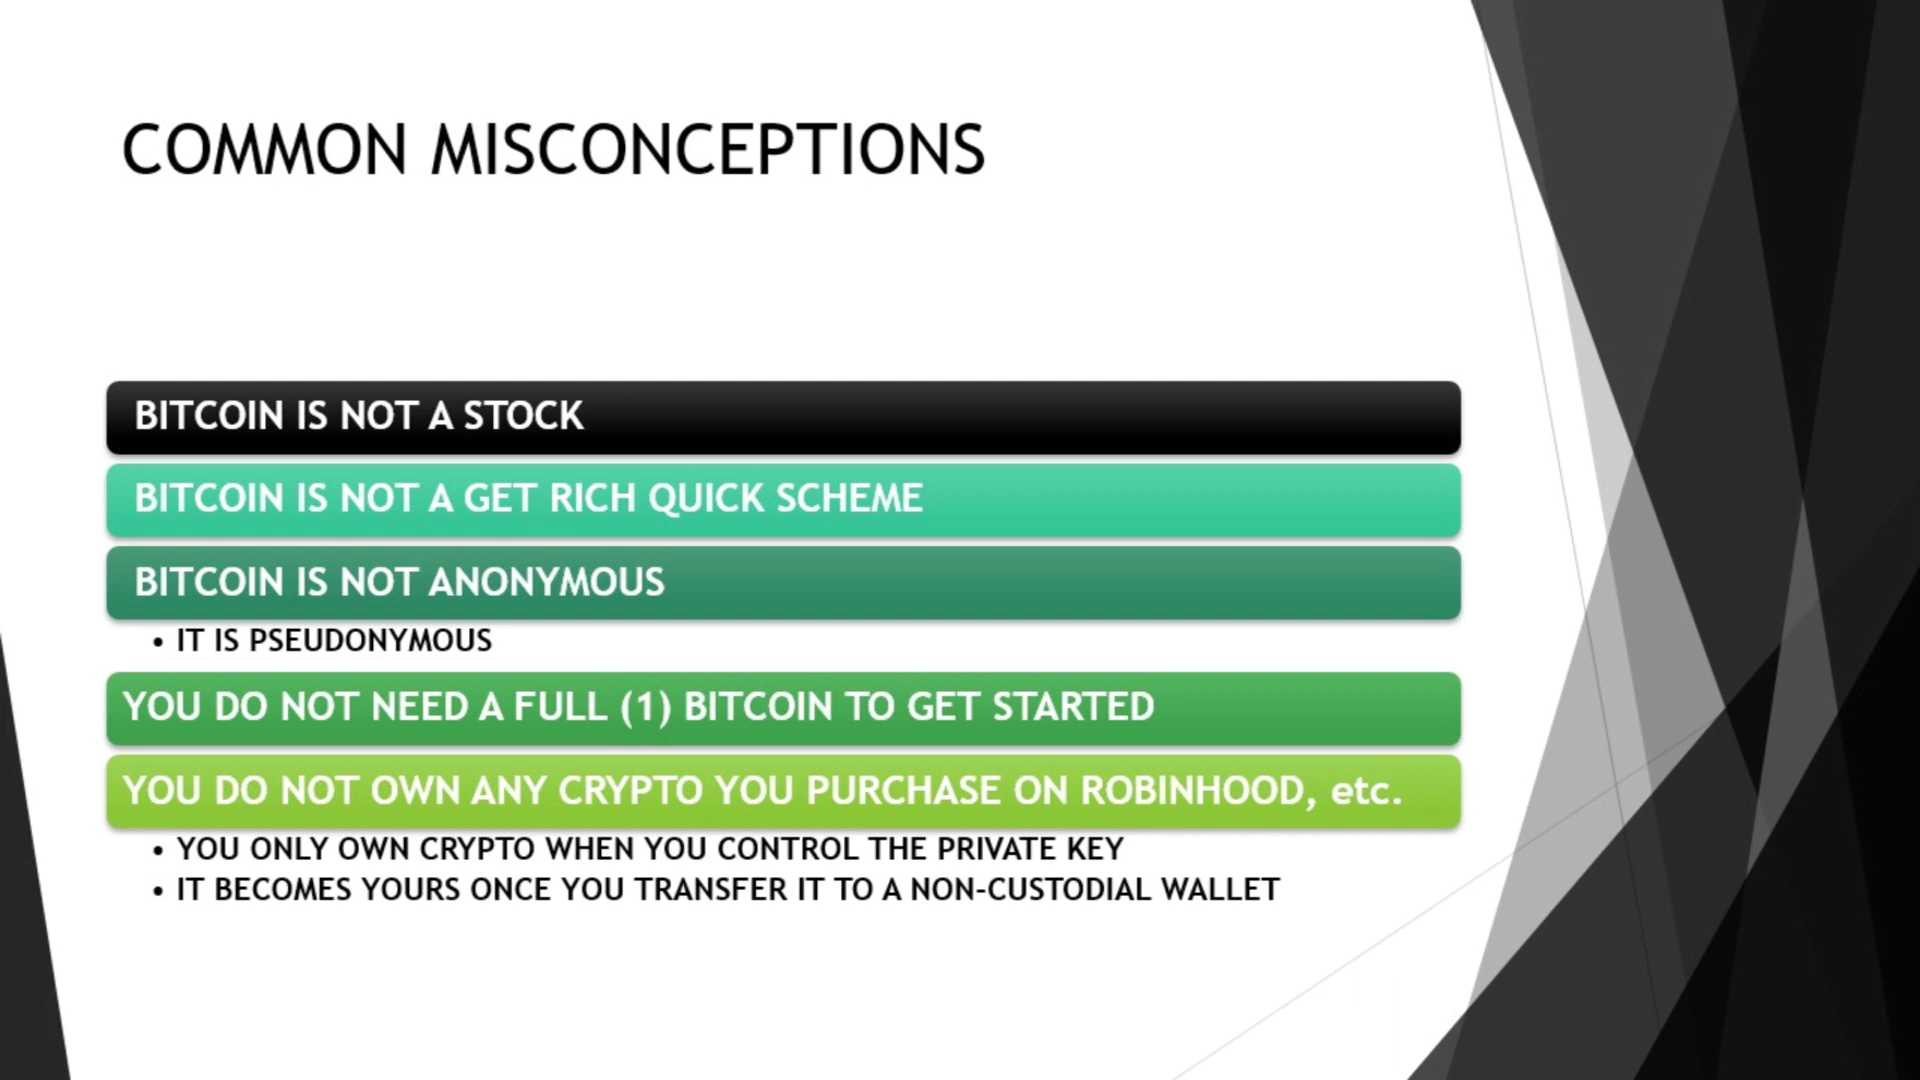 COMMON MISCONCEPTIONS
BITCOIN IS NOT A STOCK
BITCOIN IS NOT A GET RICH QUICK SCHEME
BITCOIN IS NOT ANONYMOUS
• IT IS PSEUDONYMOUS
YOU DO NOT NEED A FULL (1) BITCOIN TO GET STARTED
YOU DO NOT OWN ANY CRYPTO YOU PURCHASE ON ROBINHOOD, etc.
• YOU ONLY OWN CRYPTO WHEN YOU CONTROL THE PRIVATE KEY
• IT BECOMES YOURS ONCE YOU TRANSFER IT TO A NON-CUSTODIAL WALLET